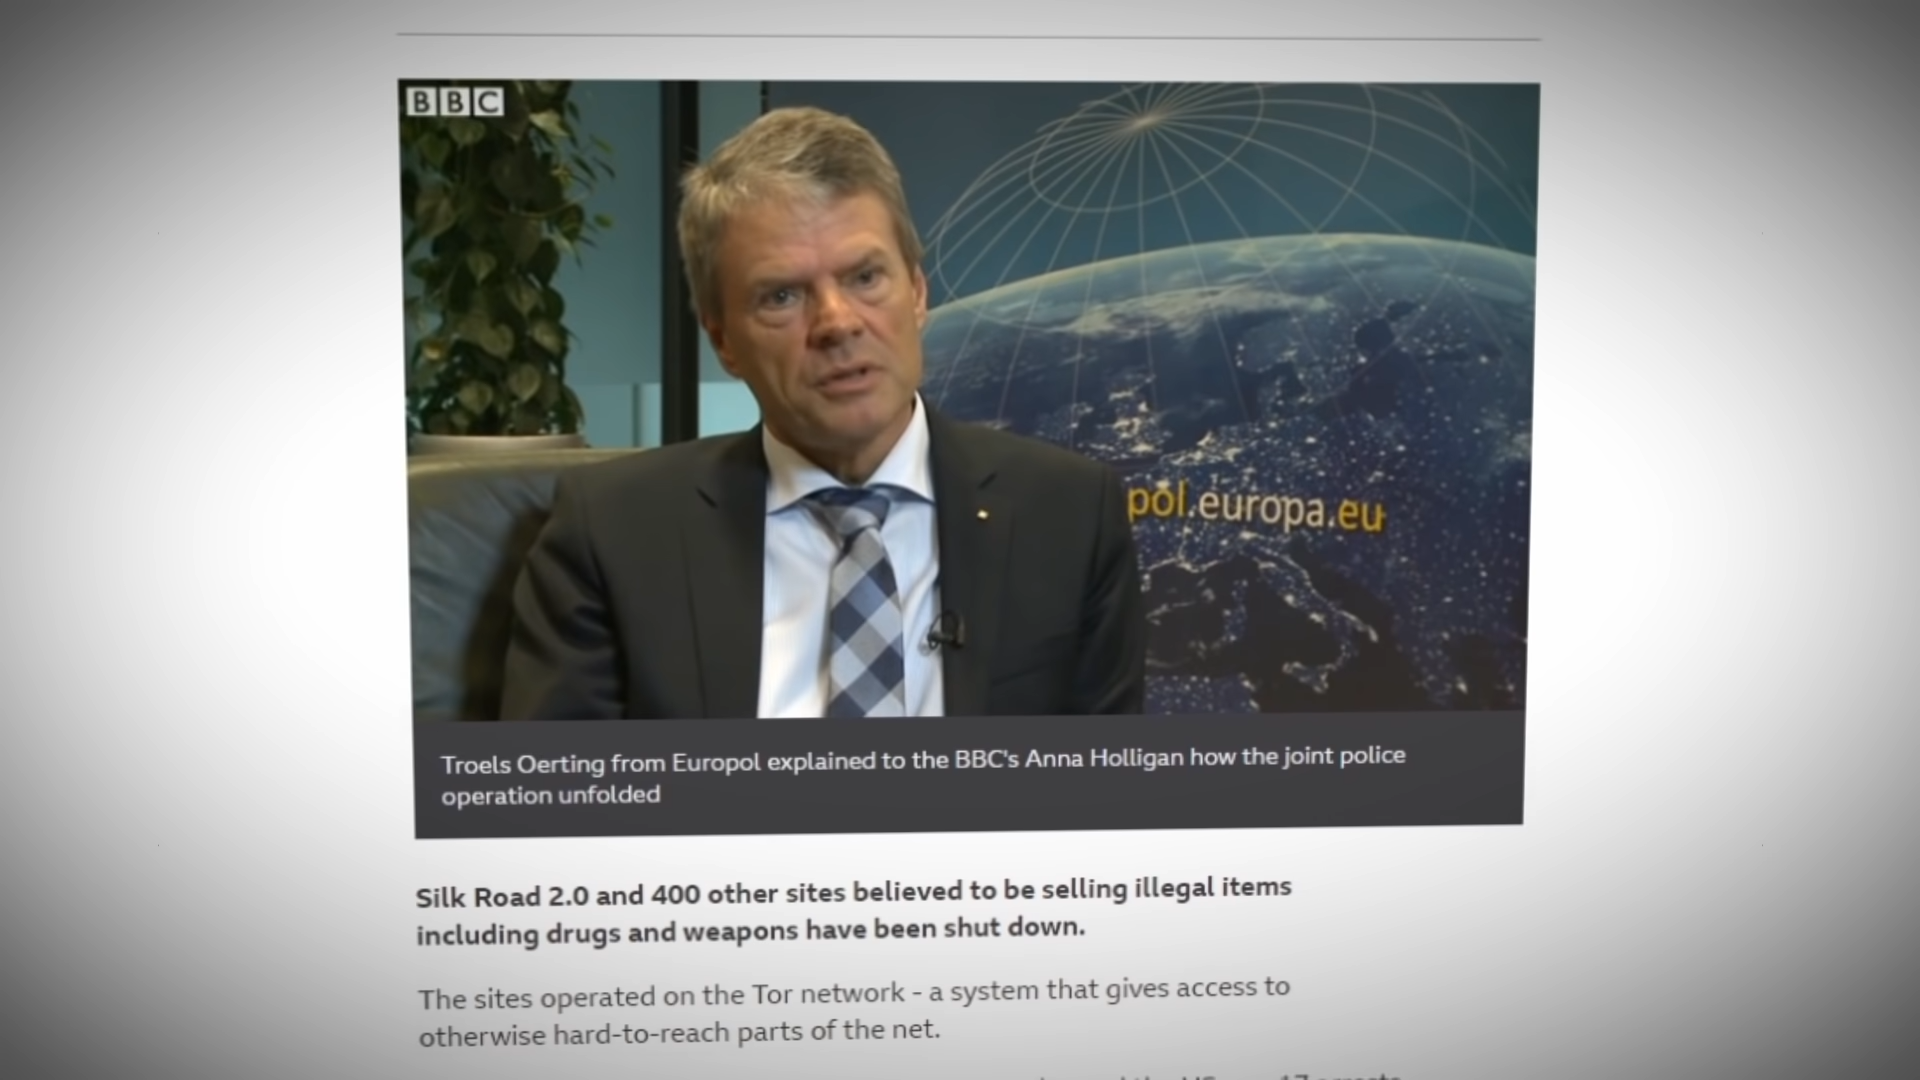 BBC
pol.europa.eu
Troels Oerting from Europol explained to the BBC's Anna Holligan how the joint police
operation unfolded
Silk Road 2.0 and 400 other sites believed to be selling illegal items
including drugs and weapons have been shut down.
The sites operated on the Tor network - a system that gives access to
otherwise hard-to-reach parts of the net.